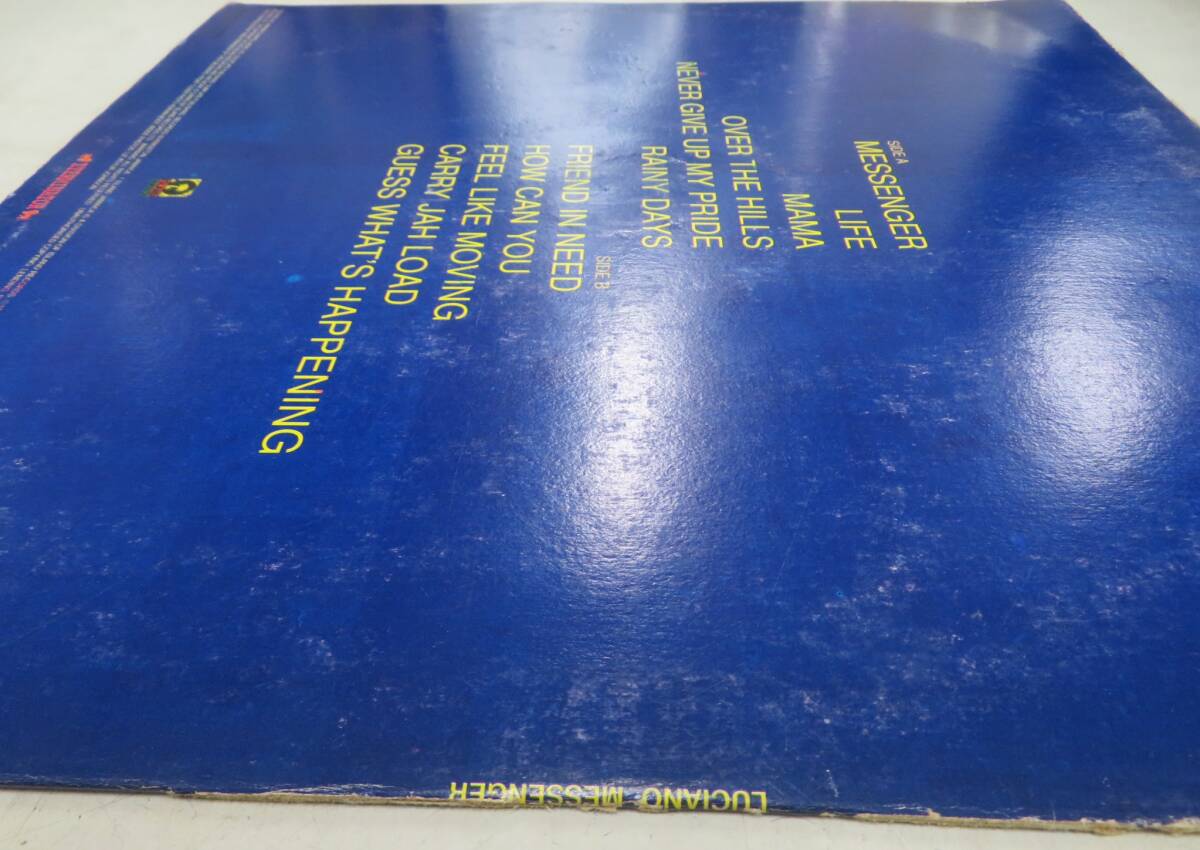 SIDE A
MESSENGER
LIFE
MAMA
OVER THE HILLS
NEVER GIVE UP MY PRIDE
RAINY DAYS
SIDE B
FRIEND IN NEED
HOW CAN YOU
FEEL LIKE MOVING
CARRY JAH LOAD
GUESS WHAT'S HAPPENING
LUCIANO MESSENGER